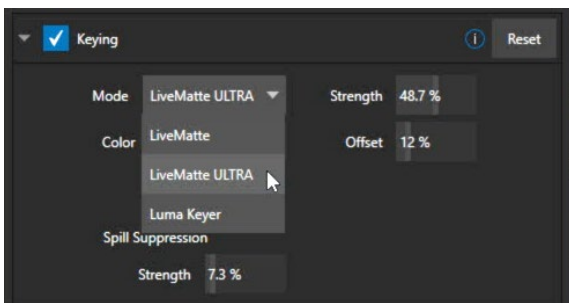 Keying
Reset
Mode LiveMatte ULTRA Strength 48.7 %
Color LiveMatte Offset 12 %
LiveMatte ULTRA
Luma Keyer
Spill Suppression
Strength 7.3 %